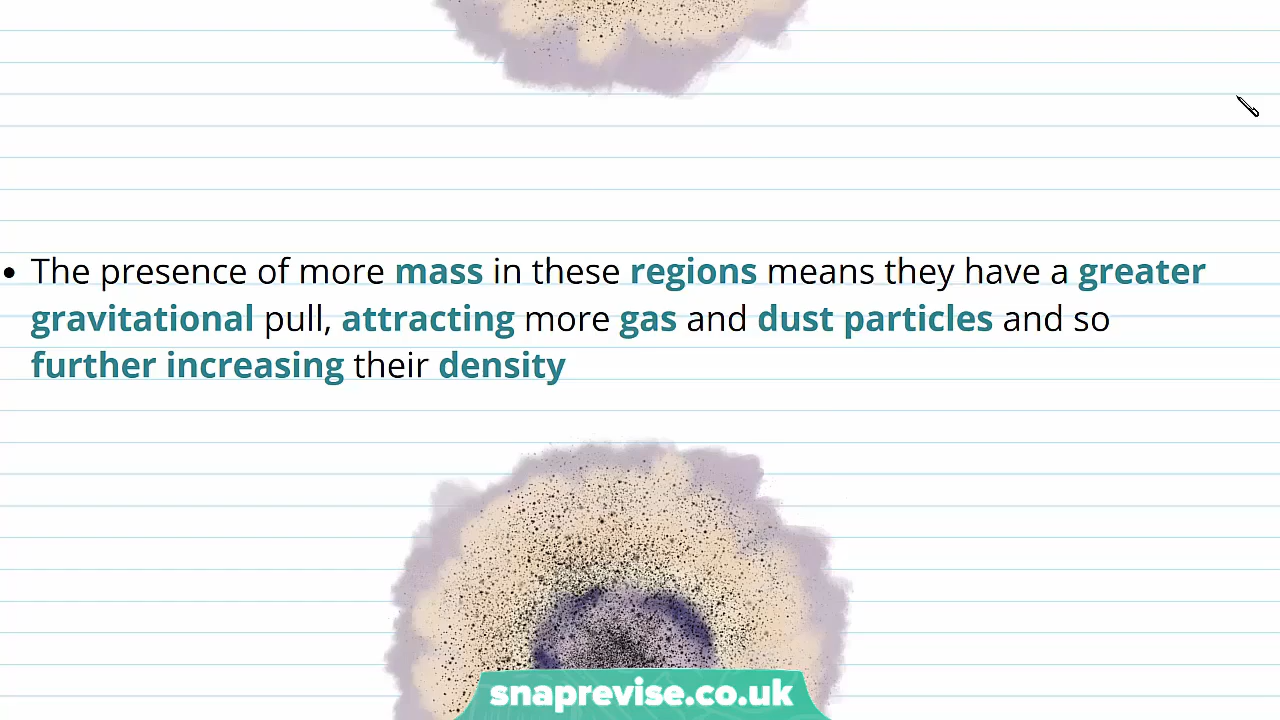 • The presence of more mass in these regions means they have a greater
gravitational pull, attracting more gas and dust particles and so
further increasing their density
snaprevise.co.uk